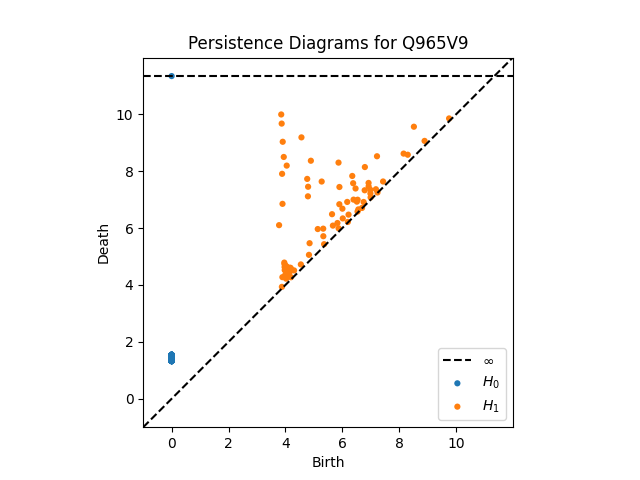 Persistence Diagrams for Q965V9
Death
10
8
6
4
2
0
0 2 4 6 8 10
Birth
∞
H₀
H₁